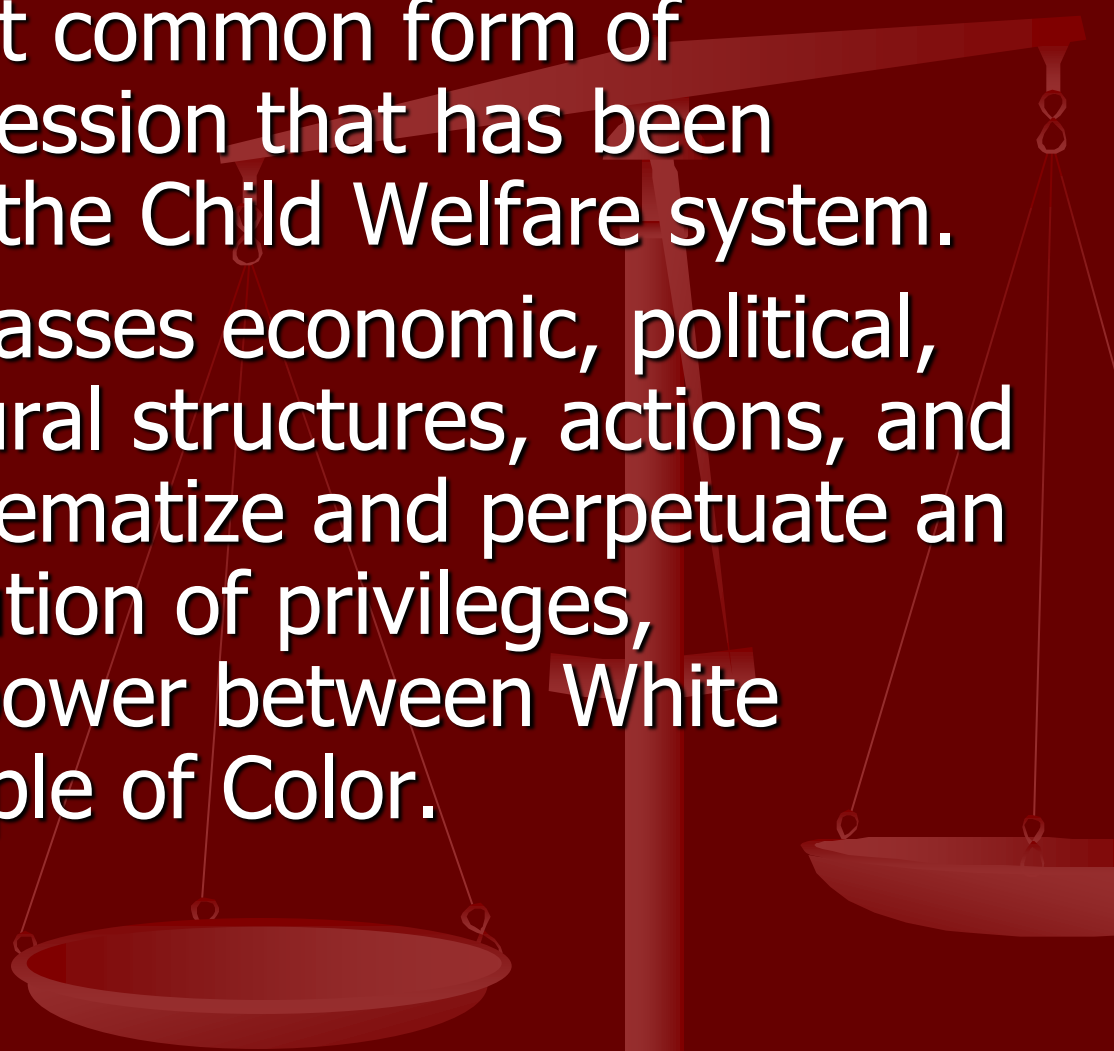 t common form of
ession that has been
the Child Welfare system.
asses economic, political,
ural structures, actions, and
ematize and perpetuate an
tion of privileges,
ower between White
ple of Color.